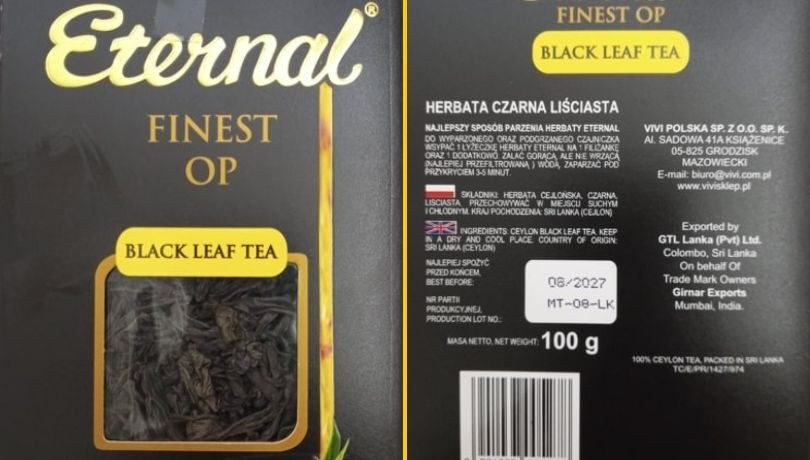 Eternal®
FINEST
OP
BLACK LEAF TEA
FINEST OP
BLACK LEAF TEA
HERBATA CZARNA LIŚCIASTA
NAJLEPSZY SPOSÓB PARZENIA HERBATY ETERNAL
DO WYPARZONEGO ORAZ PODGRZANEGO CZAJNICZKA
WSYPAĆ 1 ŁYŻECZKĘ HERBATY ETERNAL NA 1 FILIŻANKĘ
ORAZ 1 DODATKOWO. ZALAĆ GORĄCĄ, ALE NIE WRZĄCĄ
(NAJLEPIEJ PRZEFILTROWANĄ) WODĄ, ZAPARZAĆ POD
PRZYKRYCIEM 3-5 MINUT.
SKŁADNIKI: HERBATA CEJLOŃSKA, CZARNA,
LIŚCIASTA. PRZECHOWYWAĆ W MIEJSCU SUCHYM
I CHŁODNYM. KRAJ POCHODZENIA: SRI LANKA (CEJLON)
INGREDIENTS: CEYLON BLACK LEAF TEA. KEEP
IN A DRY AND COOL PLACE. COUNTRY OF ORIGIN:
SRI LANKA (CEYLON)
NAJLEPIEJ SPOŻYĆ
PRZED KOŃCEM,
BEST BEFORE:
08/2027
NR PARTII
PRODUKCYJNEJ,
PRODUCTION LOT NO.:
MT-08-LK
MASA NETTO, NET WEIGHT: 100 g
VIVI POLSKA SP. Z O.O. SP. K.
Al. SADOWA 41A KSIĄŻENICE
05-825 GRODZISK
MAZOWIECKI
E-mail: biuro@vivi.com.pl
www.vivisklep.pl
Exported by
GTL Lanka (Pvt) Ltd.
Colombo, Sri Lanka
On behalf Of
Trade Mark Owners
Girnar Exports
Mumbai, India.
100% CEYLON TEA, PACKED IN SRI LANKA
TC/E/PR/1427/974